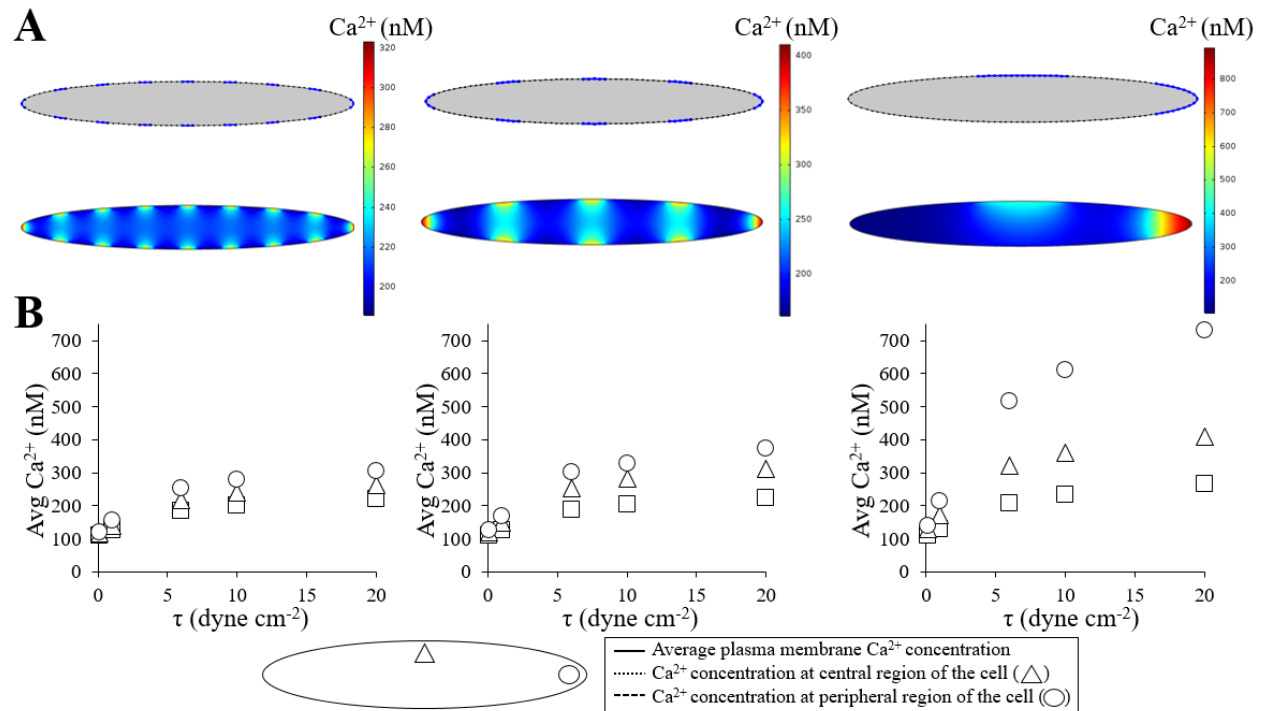 A
Ca²⁺ (nM)
Ca²⁺ (nM)
Ca²⁺ (nM)
320
300
280
260
240
220
200
400
350
300
250
200
800
700
600
500
400
300
200
B
Avg Ca²⁺ (nM)
700
600
500
400
300
200
100
0
0 5 10 15 20
τ (dyne cm⁻²)
Avg Ca²⁺ (nM)
700
600
500
400
300
200
100
0
0 5 10 15 20
τ (dyne cm⁻²)
Avg Ca²⁺ (nM)
700
600
500
400
300
200
100
0
0 5 10 15 20
τ (dyne cm⁻²)
Average plasma membrane Ca²⁺ concentration
Ca²⁺ concentration at central region of the cell (△)
Ca²⁺ concentration at peripheral region of the cell (○)